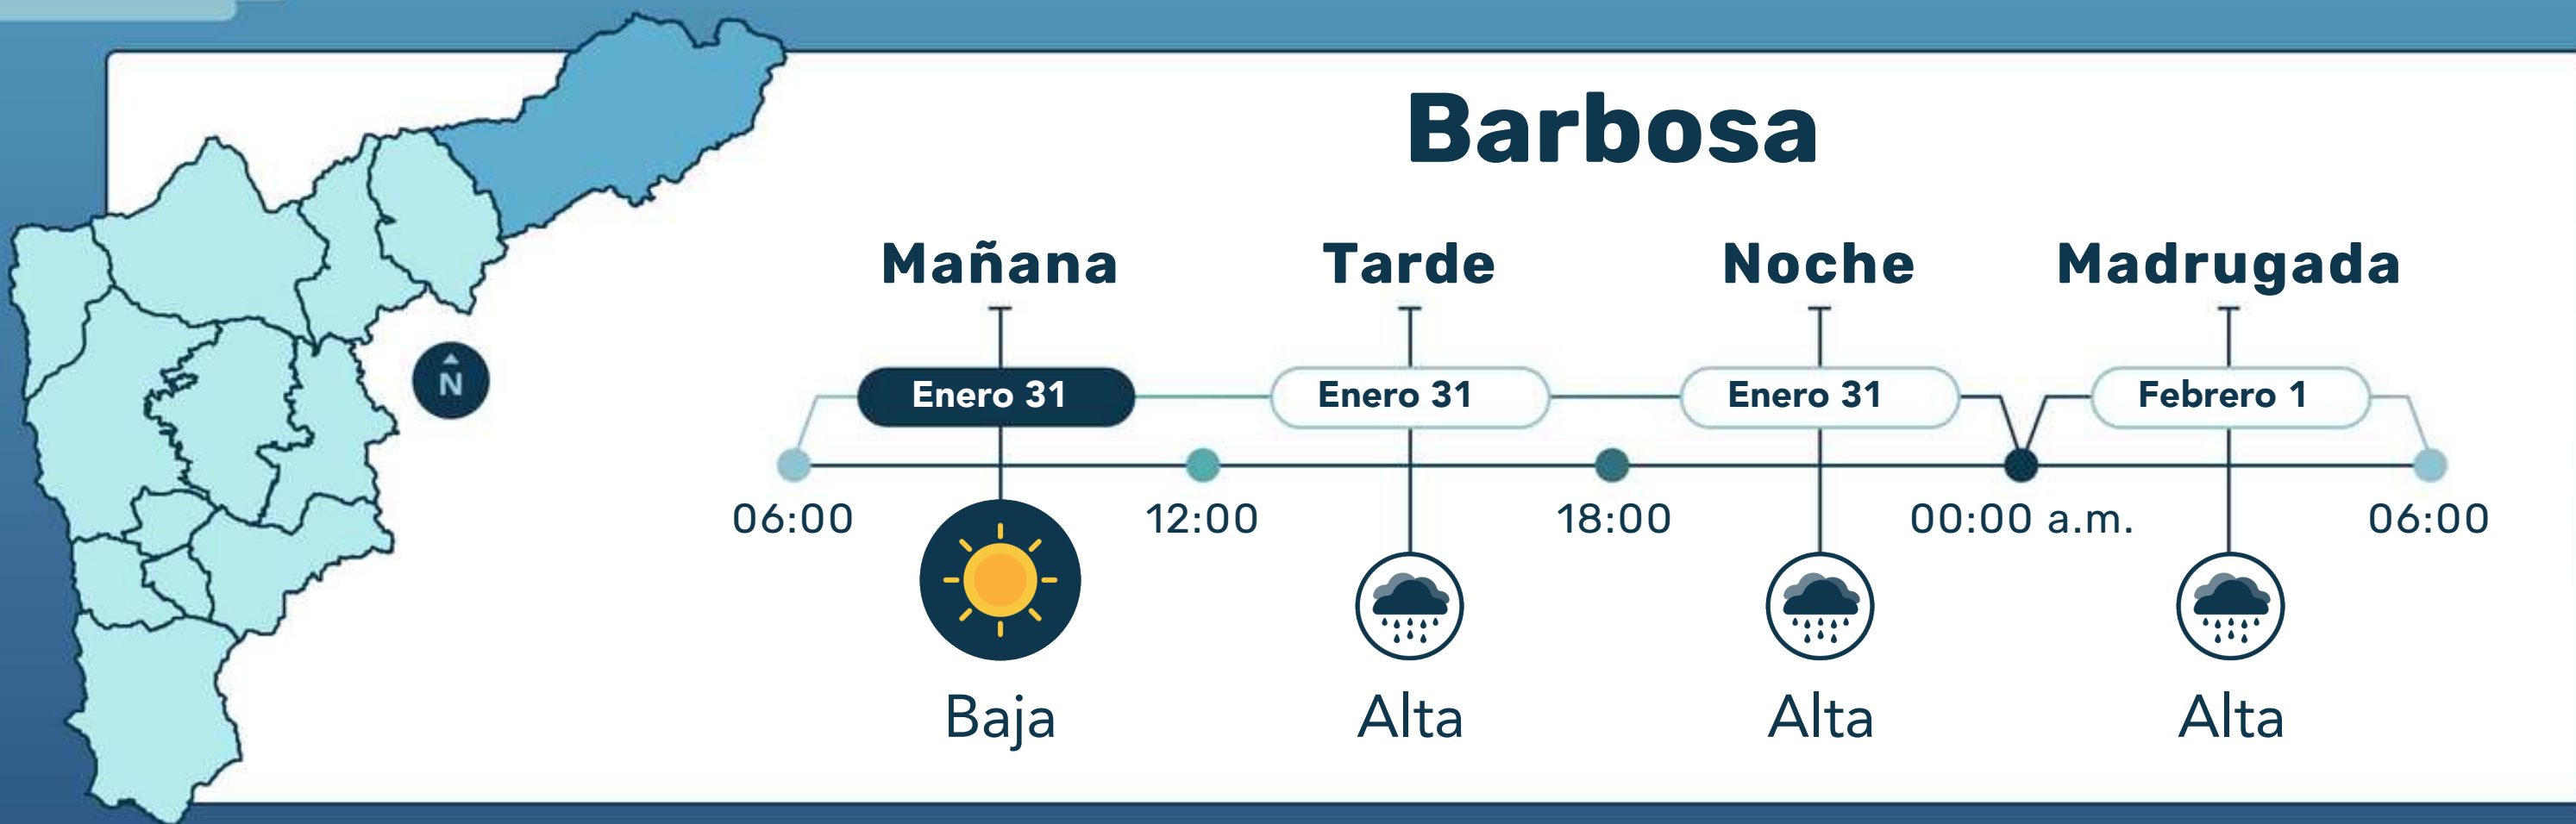 Barbosa
Mañana Tarde Noche Madrugada
Enero 31 Enero 31 Enero 31 Febrero 1
N
06:00 12:00 18:00 00:00 a.m. 06:00
Baja Alta Alta Alta